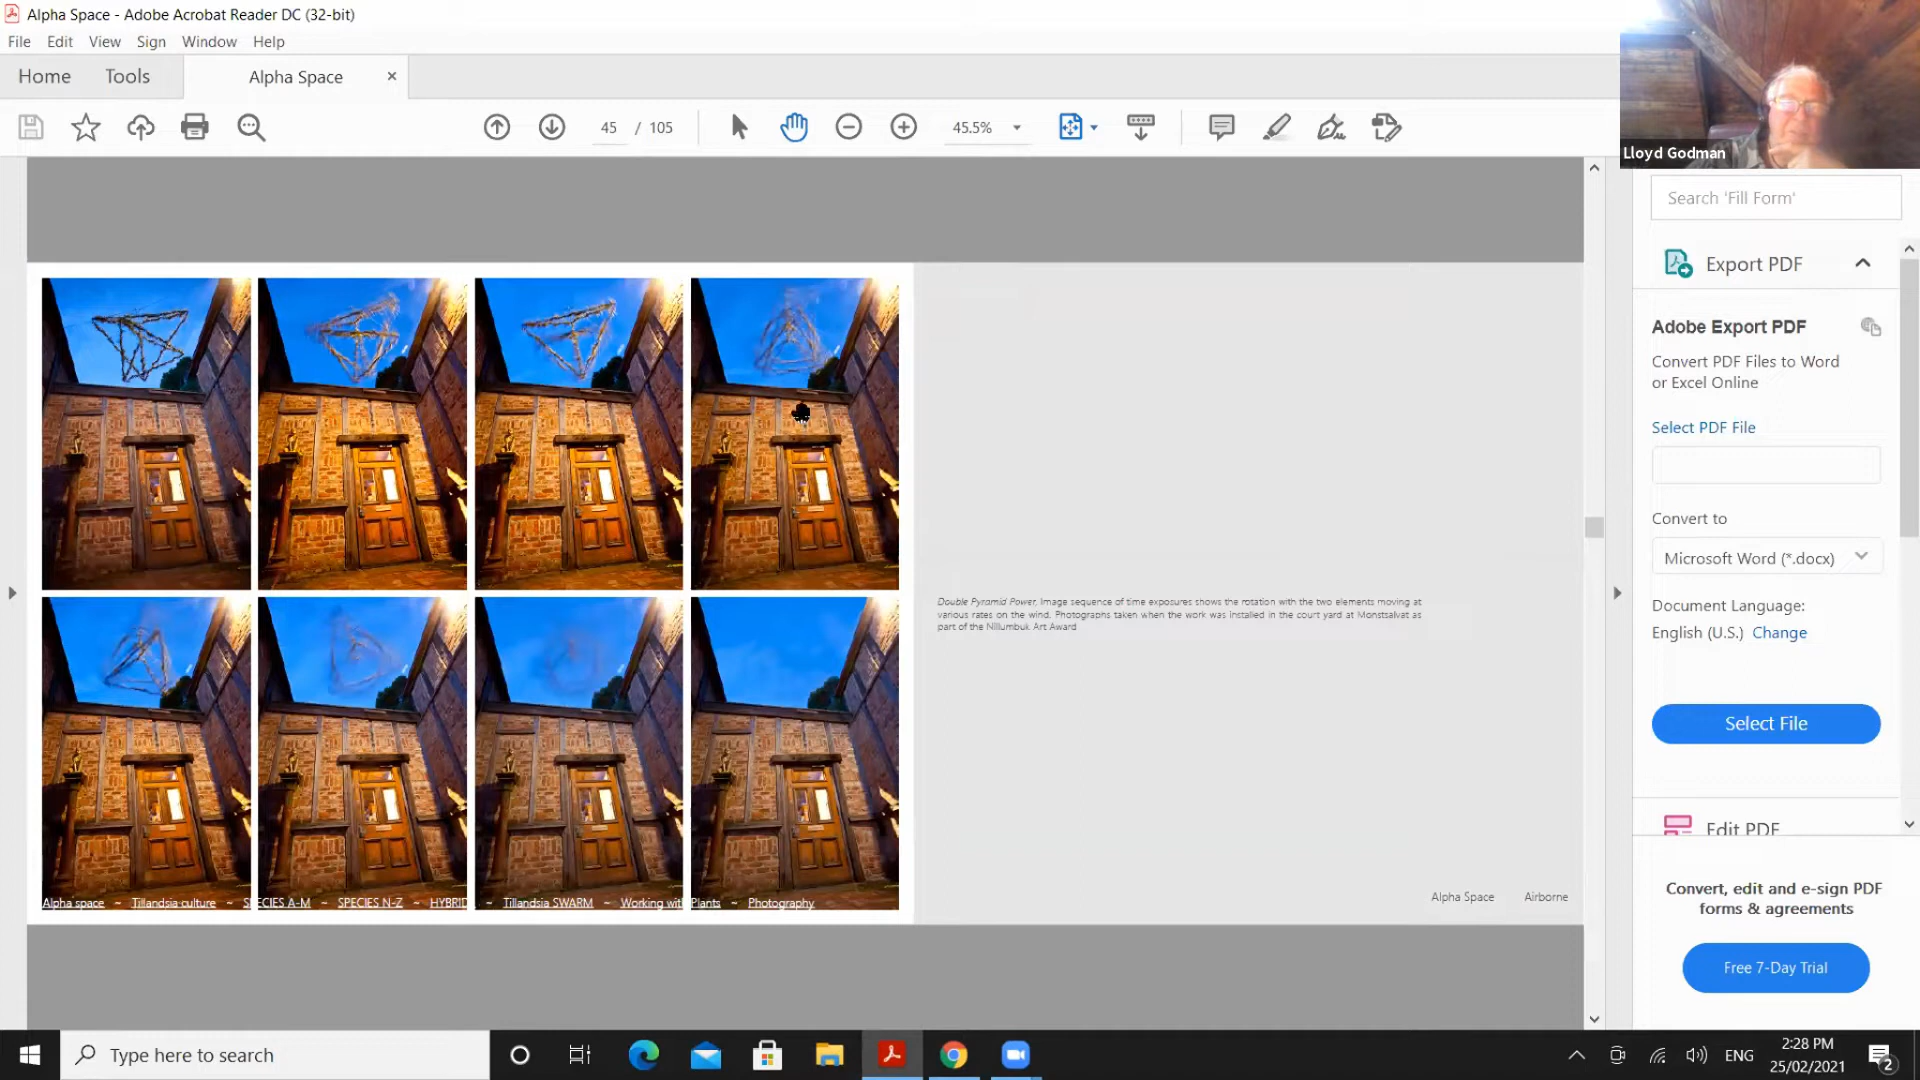 Alpha Space - Adobe Acrobat Reader DC (32-bit)
File Edit View Sign Window Help
Home Tools Alpha Space ×
45 / 105 45.5%
Lloyd Godman
Search 'Fill Form'
Export PDF
Adobe Export PDF
Convert PDF Files to Word
or Excel Online
Select PDF File
Convert to
Microsoft Word (*.docx)
Document Language:
English (U.S.) Change
Select File
Edit PDF
Convert, edit and e-sign PDF
forms & agreements
Free 7-Day Trial
Double Pyramid Power, Image sequence of time exposures shows the rotation with the two elements moving at
various rates on the wind. Photographs taken when the work was installed in the court yard at Monstsalvat as
part of the Nillumbuk Art Award
Alpha space ~ Tillandsia culture ~ SPECIES A-M ~ SPECIES N-Z ~ HYBRID ~ Tillandsia SWARM ~ Working with Plants ~ Photography
Alpha Space Airborne
Type here to search
ENG
2:28 PM
25/02/2021
2